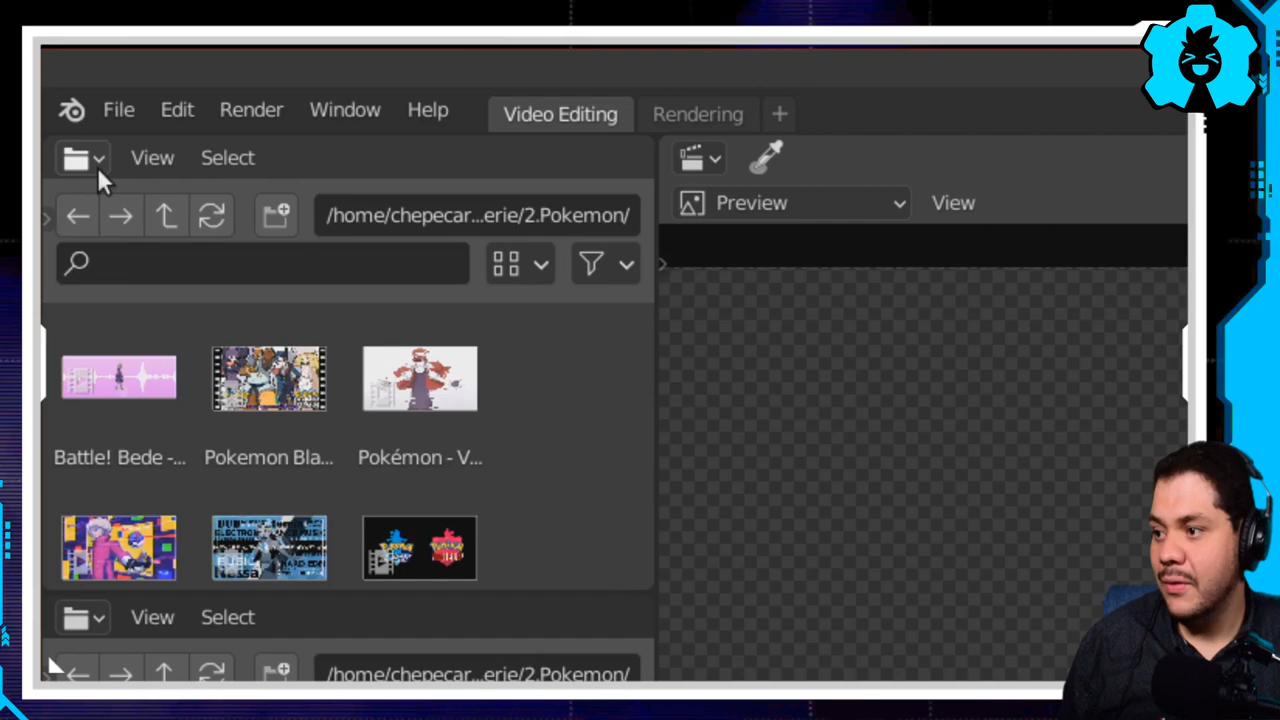 File Edit Render Window Help Video Editing Rendering +
View Select
/home/chepecar...erie/2.Pokemon/
Preview View
Battle! Bede -... Pokemon Bla... Pokémon - V...
View Select
/home/chepecar...erie/2.Pokemon/